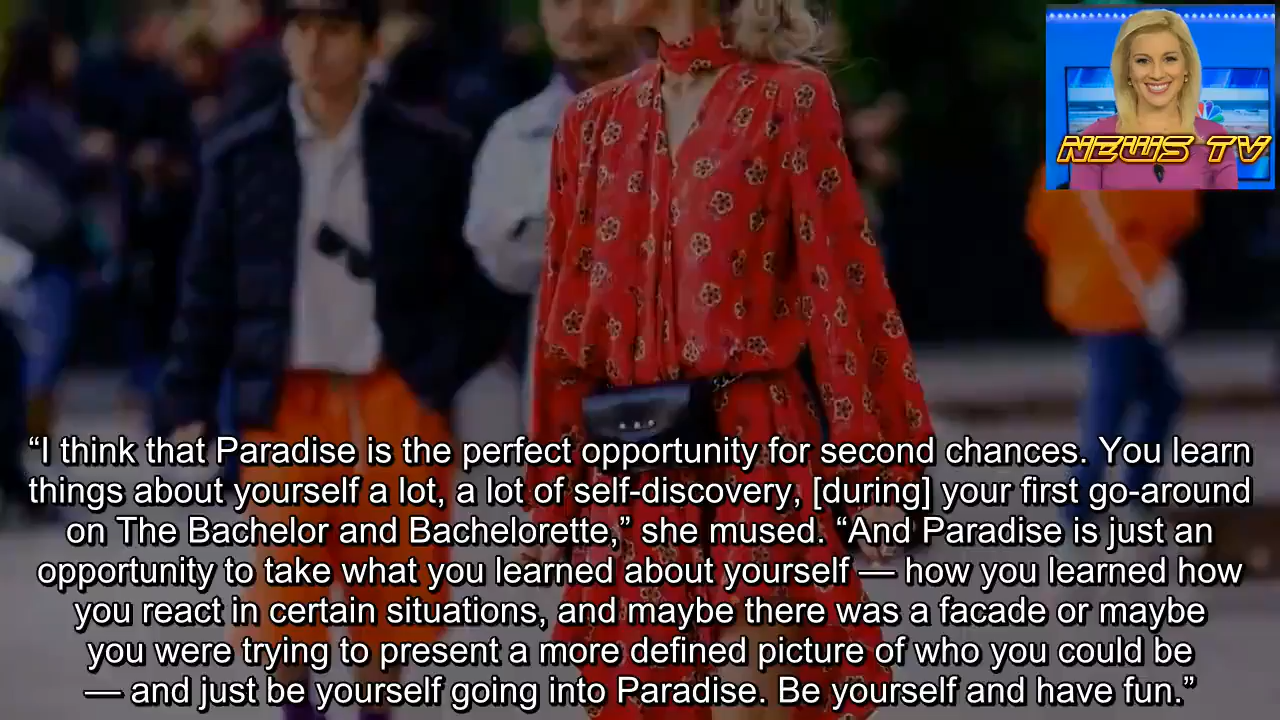 NEWS TV
“I think that Paradise is the perfect opportunity for second chances. You learn
things about yourself a lot, a lot of self-discovery, [during] your first go-around
on The Bachelor and Bachelorette,” she mused. “And Paradise is just an
opportunity to take what you learned about yourself — how you learned how
you react in certain situations, and maybe there was a facade or maybe
you were trying to present a more defined picture of who you could be
— and just be yourself going into Paradise. Be yourself and have fun.”